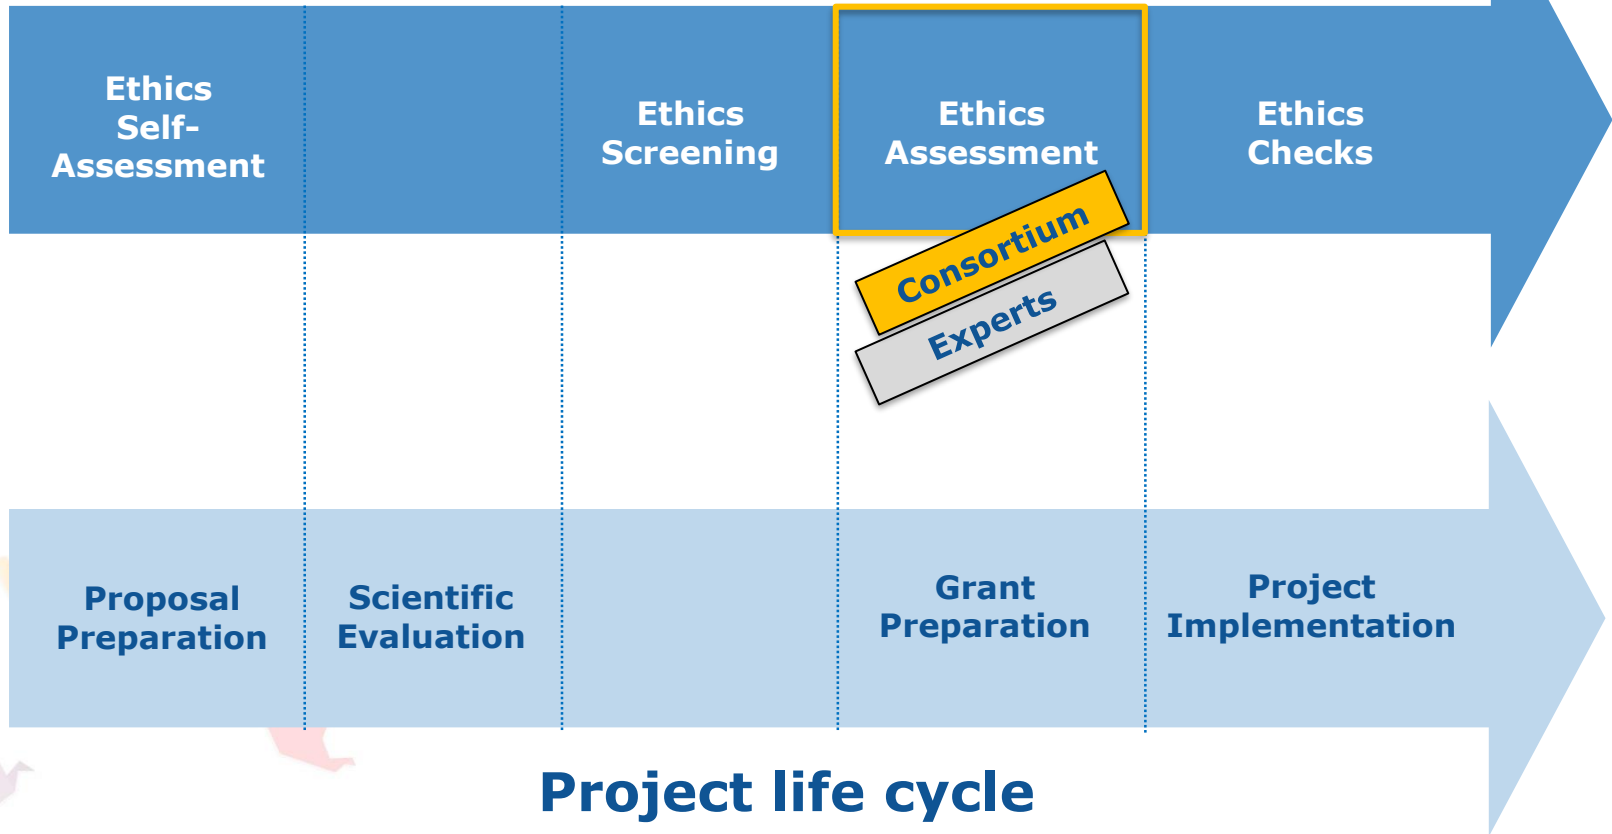 Ethics
Self-
Assessment
Ethics
Screening
Ethics
Assessment
Ethics
Checks
Consortium
Experts
Proposal
Preparation
Scientific
Evaluation
Grant
Preparation
Project
Implementation
Project life cycle